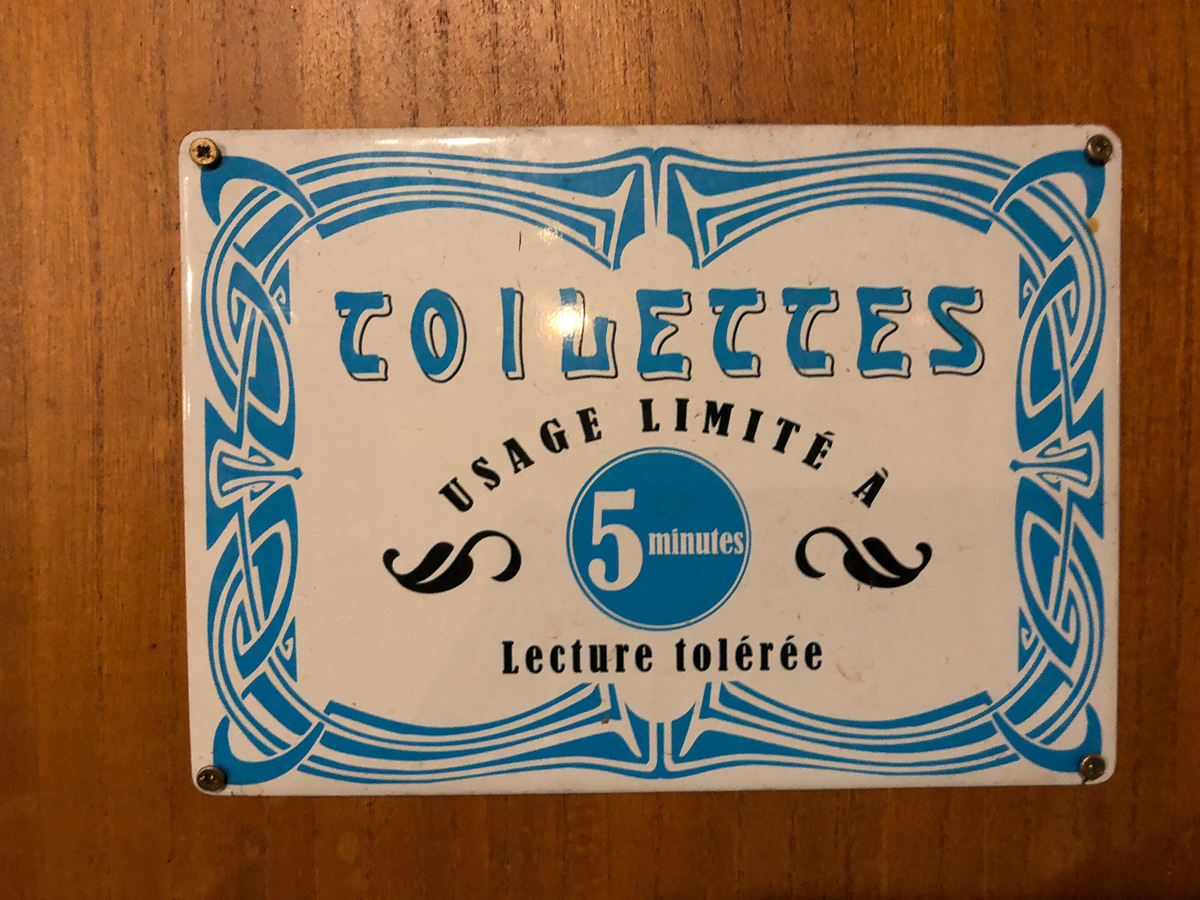 TOILETTES
USAGE LIMITÉ À
5 minutes
Lecture tolérée